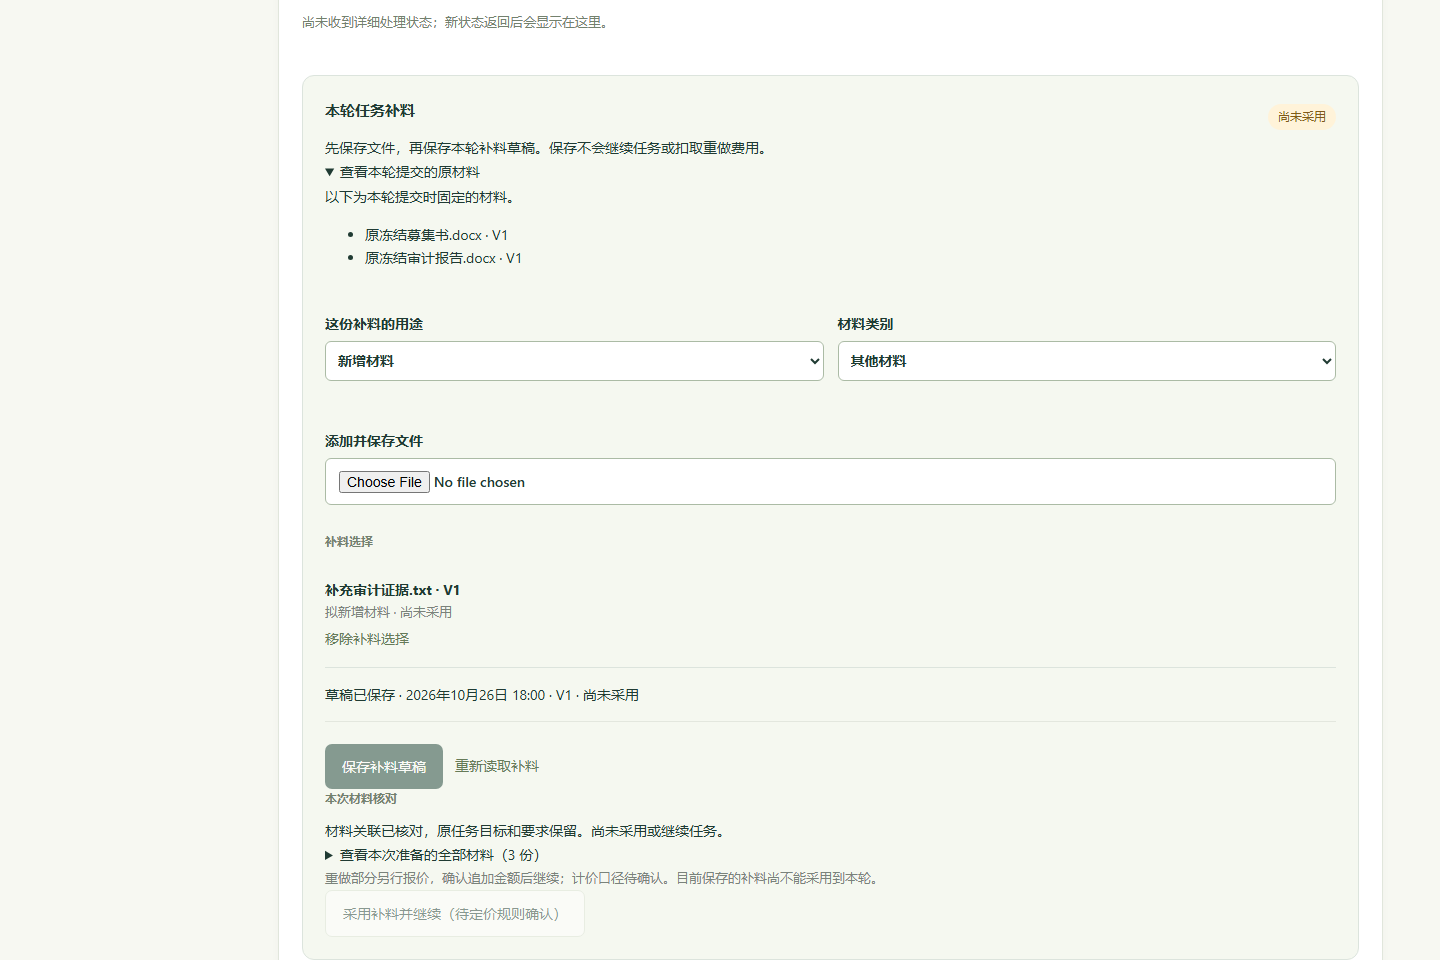 尚未收到详细处理状态；新状态返回后会显示在这里。
本轮任务补料
尚未采用
先保存文件，再保存本轮补料草稿。保存不会继续任务或扣取重做费用。
▼ 查看本轮提交的原材料
以下为本轮提交时固定的材料。
• 原冻结募集书.docx · V1
• 原冻结审计报告.docx · V1
这份补料的用途
材料类别
新增材料
其他材料
添加并保存文件
Choose File No file chosen
补料选择
补充审计证据.txt · V1
拟新增材料 · 尚未采用
移除补料选择
草稿已保存 · 2026年10月26日 18:00 · V1 · 尚未采用
保存补料草稿 重新读取补料
本次材料核对
材料关联已核对，原任务目标和要求保留。尚未采用或继续任务。
▶ 查看本次准备的全部材料（3 份）
重做部分另行报价，确认追加金额后继续；计价口径待确认。目前保存的补料尚不能采用到本轮。
采用补料并继续（待定价规则确认）